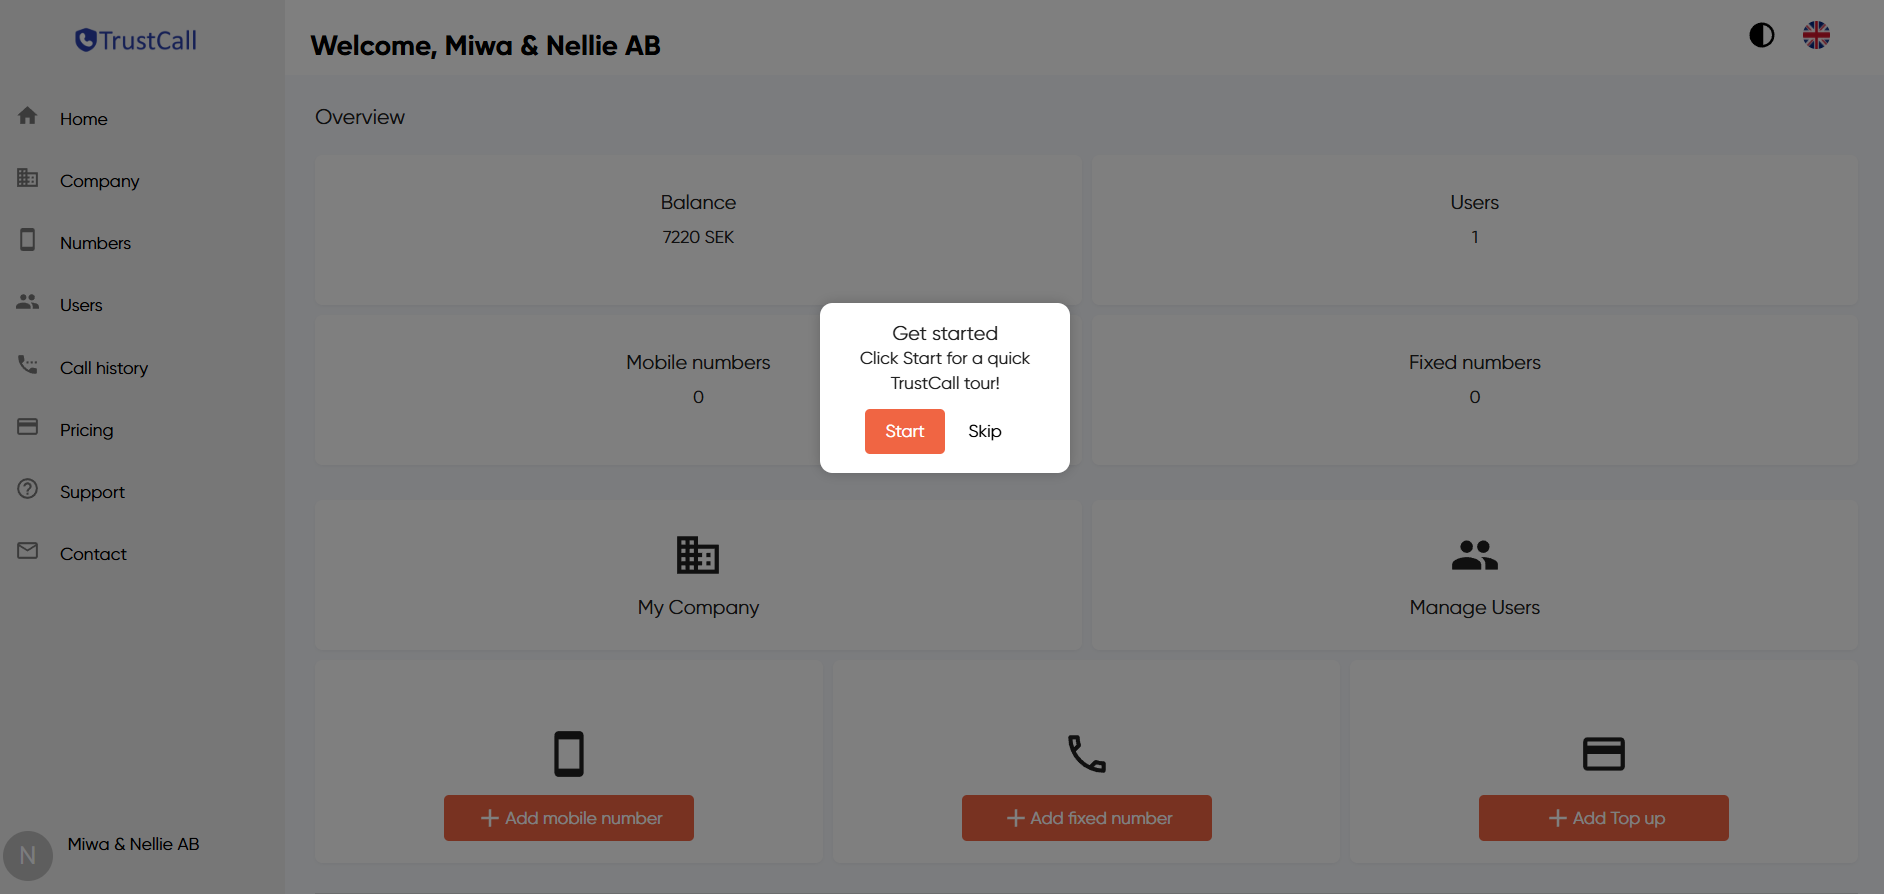 TrustCall
Welcome, Miwa & Nellie AB
Home
Company
Numbers
Users
Call history
Pricing
Support
Contact
N
Miwa & Nellie AB
Overview
Balance
7220 SEK
Users
1
Mobile numbers
0
Fixed numbers
0
Get started
Click Start for a quick
TrustCall tour!
Start
Skip
My Company
Manage Users
Add mobile number
Add fixed number
Add Top up